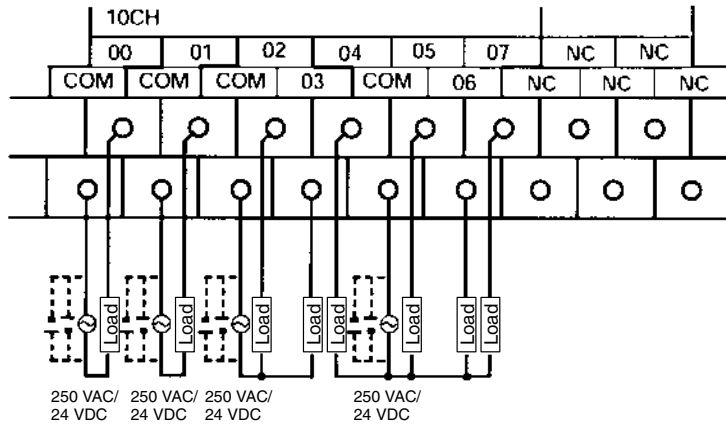 10CH
00 01 02 04 05 07 NC NC
COM COM COM 03 COM 06 NC NC NC
Load Load Load Load Load Load Load Load
250 VAC/ 250 VAC/ 250 VAC/ 250 VAC/
24 VDC 24 VDC 24 VDC 24 VDC